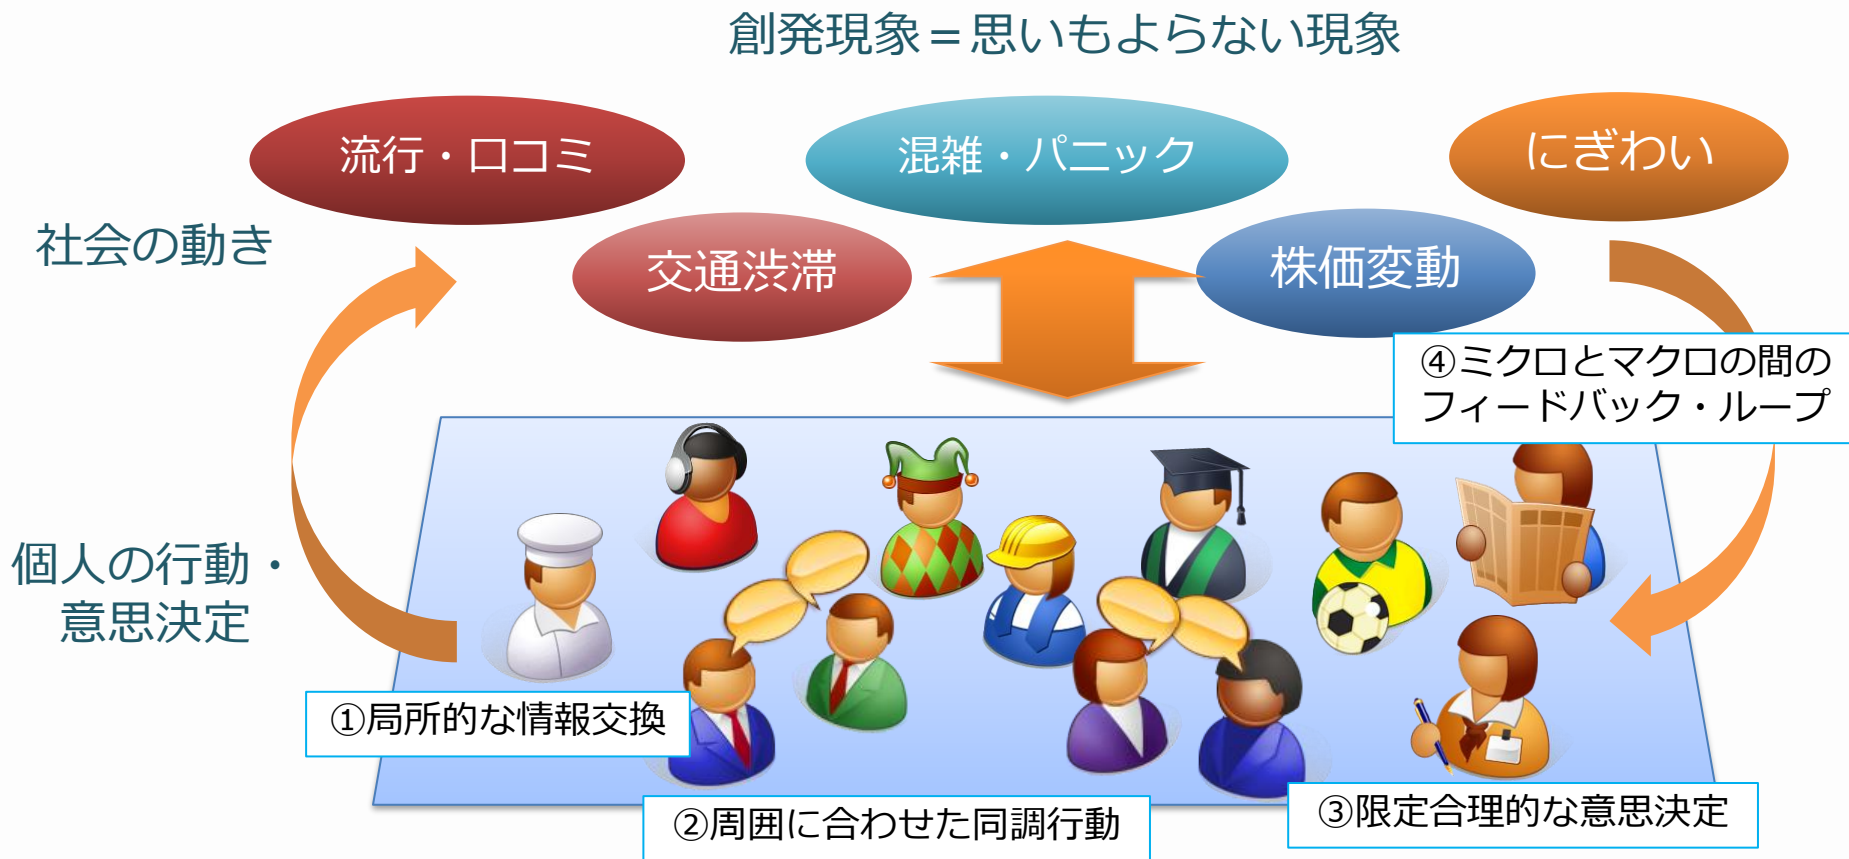 創発現象＝思いもよらない現象
流行・口コミ
混雑・パニック
にぎわい
社会の動き
交通渋滞
株価変動
④ミクロとマクロの間の
フィードバック・ループ
個人の行動・
意思決定
①局所的な情報交換
②周囲に合わせた同調行動
③限定合理的な意思決定